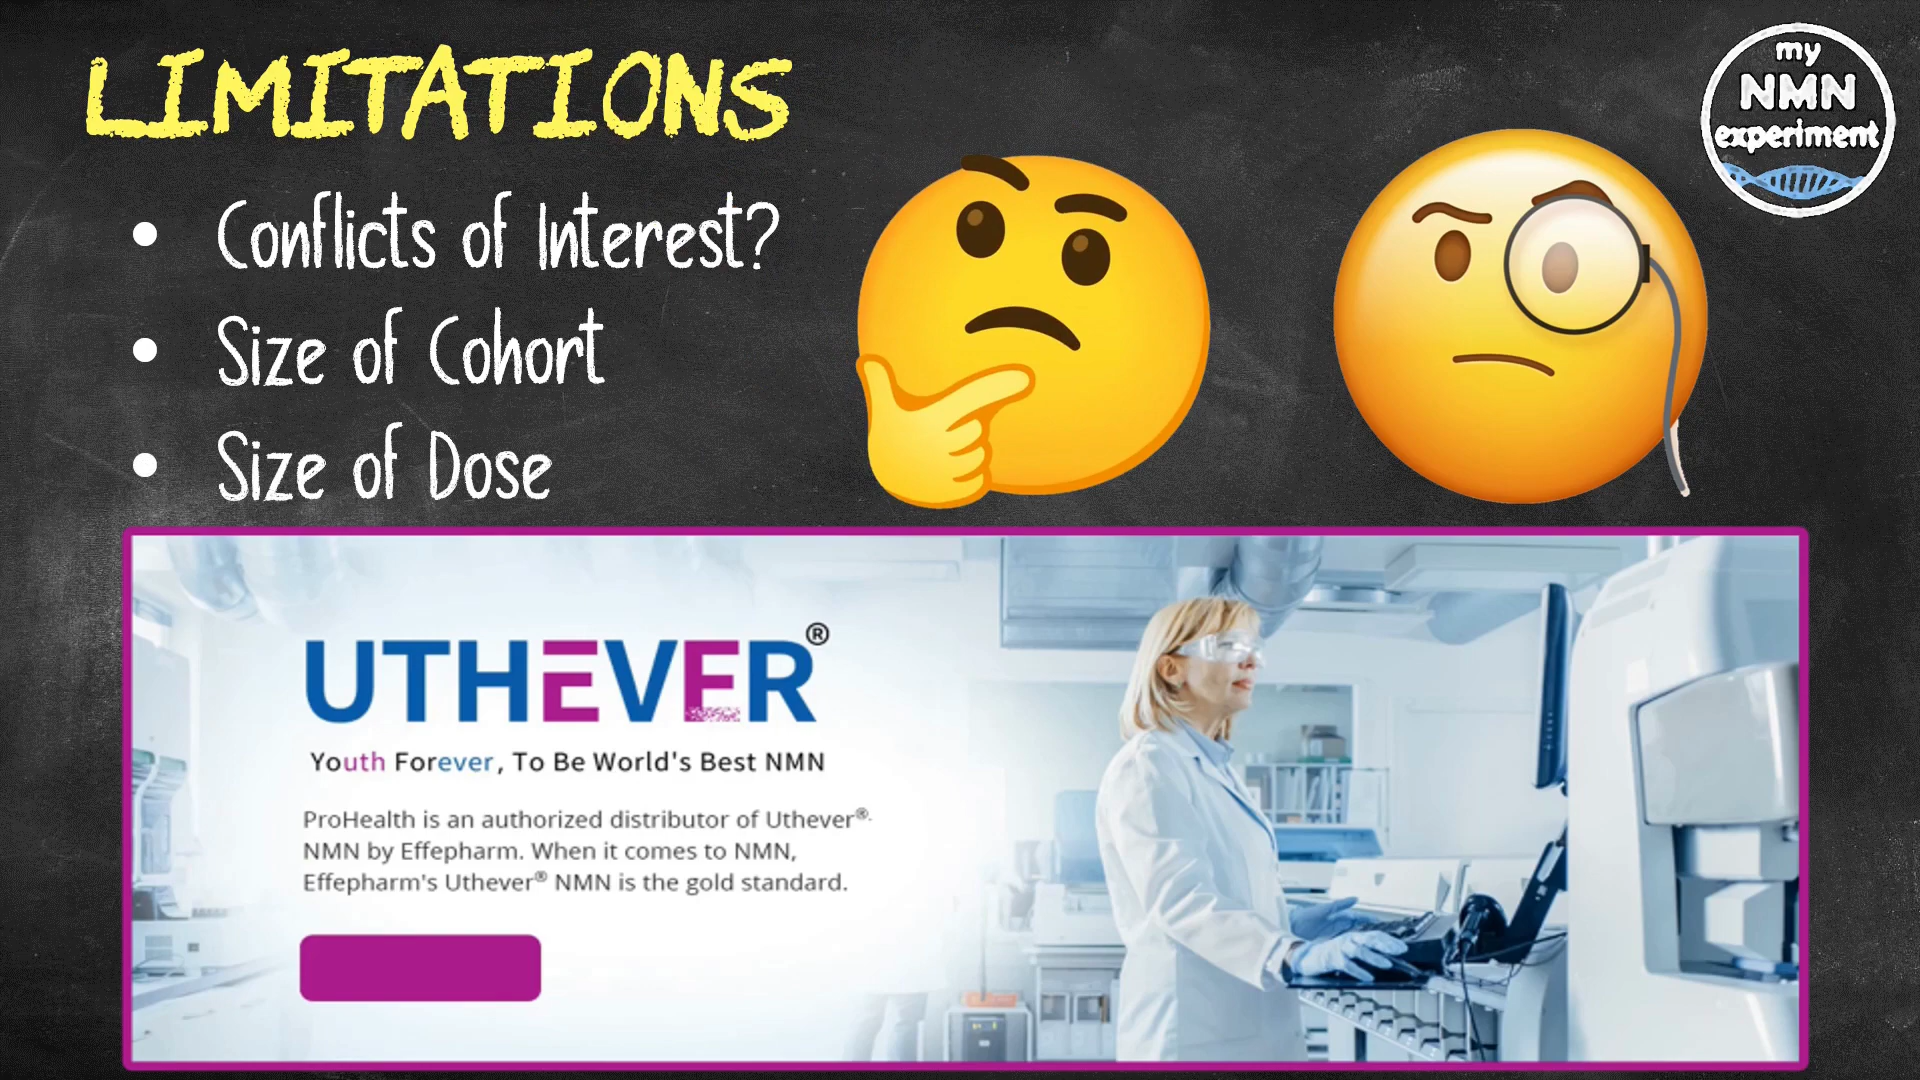 LIMITATIONS
my
NMN
experiment
• Conflicts of Interest?
• Size of Cohort
• Size of Dose
UTHEVER®
Youth Forever, To Be World's Best NMN
ProHealth is an authorized distributor of Uthever®.
NMN by Effepharm. When it comes to NMN,
Effepharm's Uthever® NMN is the gold standard.